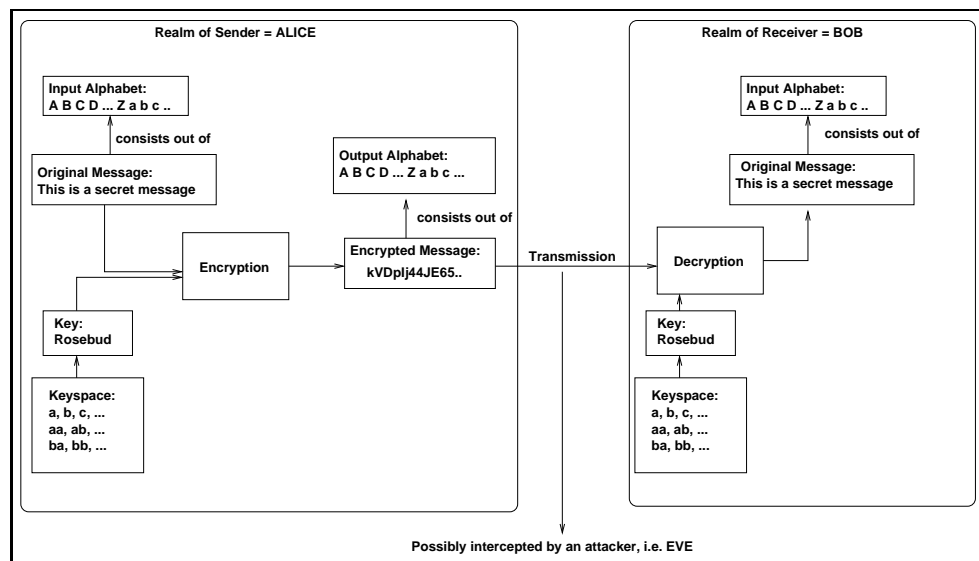 Realm of Sender = ALICE
Input Alphabet:
A B C D ... Z a b c ..
consists out of
Original Message:
This is a secret message
Output Alphabet:
A B C D ... Z a b c ...
consists out of
Encryption
Encrypted Message:
kVDpIj44JE65..
Key:
Rosebud
Keyspace:
a, b, c, ...
aa, ab, ...
ba, bb, ...
Transmission
Possibly intercepted by an attacker, i.e. EVE
Realm of Receiver = BOB
Input Alphabet:
A B C D ... Z a b c ..
consists out of
Original Message:
This is a secret message
Decryption
Key:
Rosebud
Keyspace:
a, b, c, ...
aa, ab, ...
ba, bb, ...